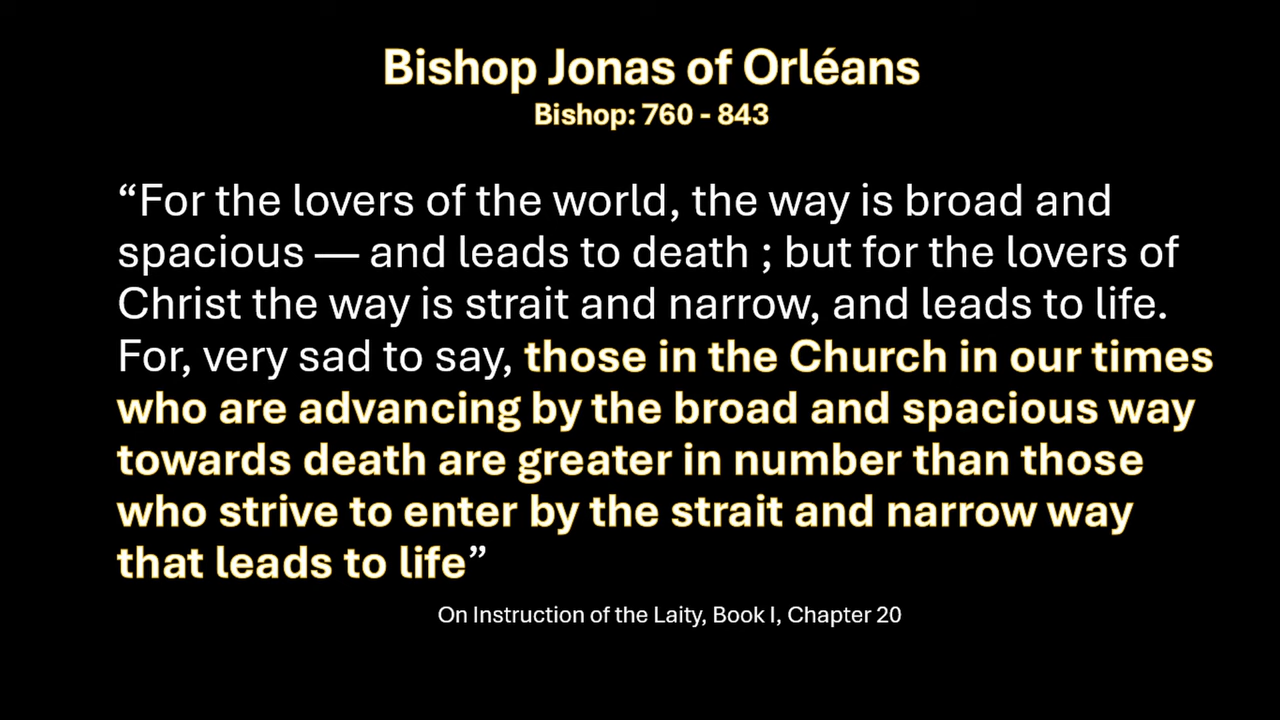 Bishop Jonas of Orléans
Bishop: 760 - 843
“For the lovers of the world, the way is broad and
spacious — and leads to death ; but for the lovers of
Christ the way is strait and narrow, and leads to life.
For, very sad to say, those in the Church in our times
who are advancing by the broad and spacious way
towards death are greater in number than those
who strive to enter by the strait and narrow way
that leads to life”
On Instruction of the Laity, Book I, Chapter 20